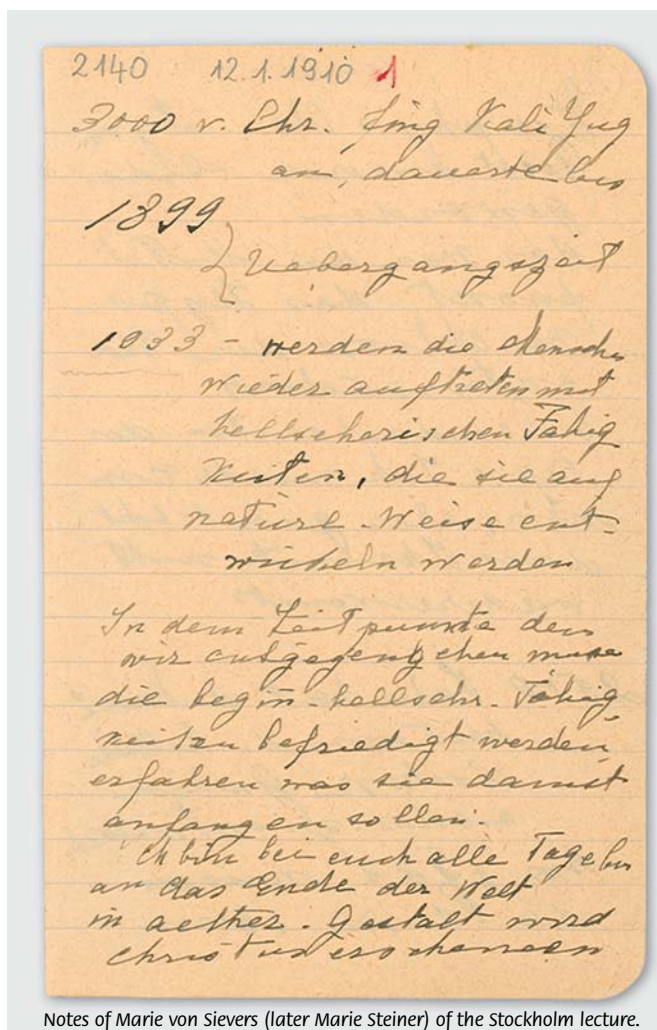 2140 12.1.1910 1
3000 v. Chr. fing Kali Yug
an, dauerte bis
1899
Uebergangszeit
1933 - werden die Menschen
wieder auftreten mit
hellseherischen Fähig
keiten, die sie auf
natürl. Weise ent-
wickeln werden
In dem Zeitpunkte dem
wir entgegengehen muss
die begin. hellsehr. Fähig
keiten befriedigt werden,
erfahren was sie damit
anfangen sollen.
Ich bin bei euch alle Tage bis
an das Ende der Welt
in aether. Gestalt wird
Christus erscheinen
Notes of Marie von Sievers (later Marie Steiner) of the Stockholm lecture.